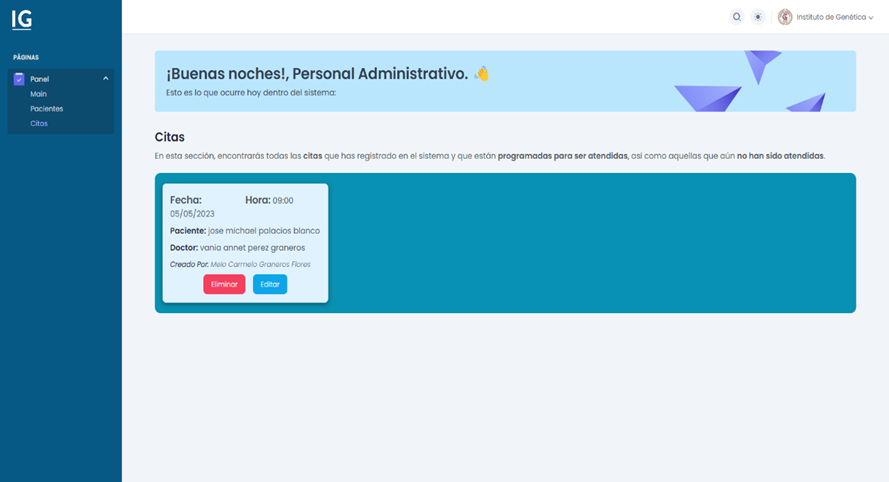 IG
Instituto de Genética
PÁGINAS
Panel
Main
Pacientes
Citas
¡Buenas noches!, Personal Administrativo. 👋
Esto es lo que ocurre hoy dentro del sistema:
Citas
En esta sección, encontrarás todas las citas que has registrado en el sistema y que están programadas para ser atendidas, así como aquellas que aún no han sido atendidas.
Fecha: Hora: 09:00
05/05/2023
Paciente: jose michael palacios blanco
Doctor: vania annet perez graneros
Creado Por: Melo Carmelo Graneros Flores
Eliminar Editar